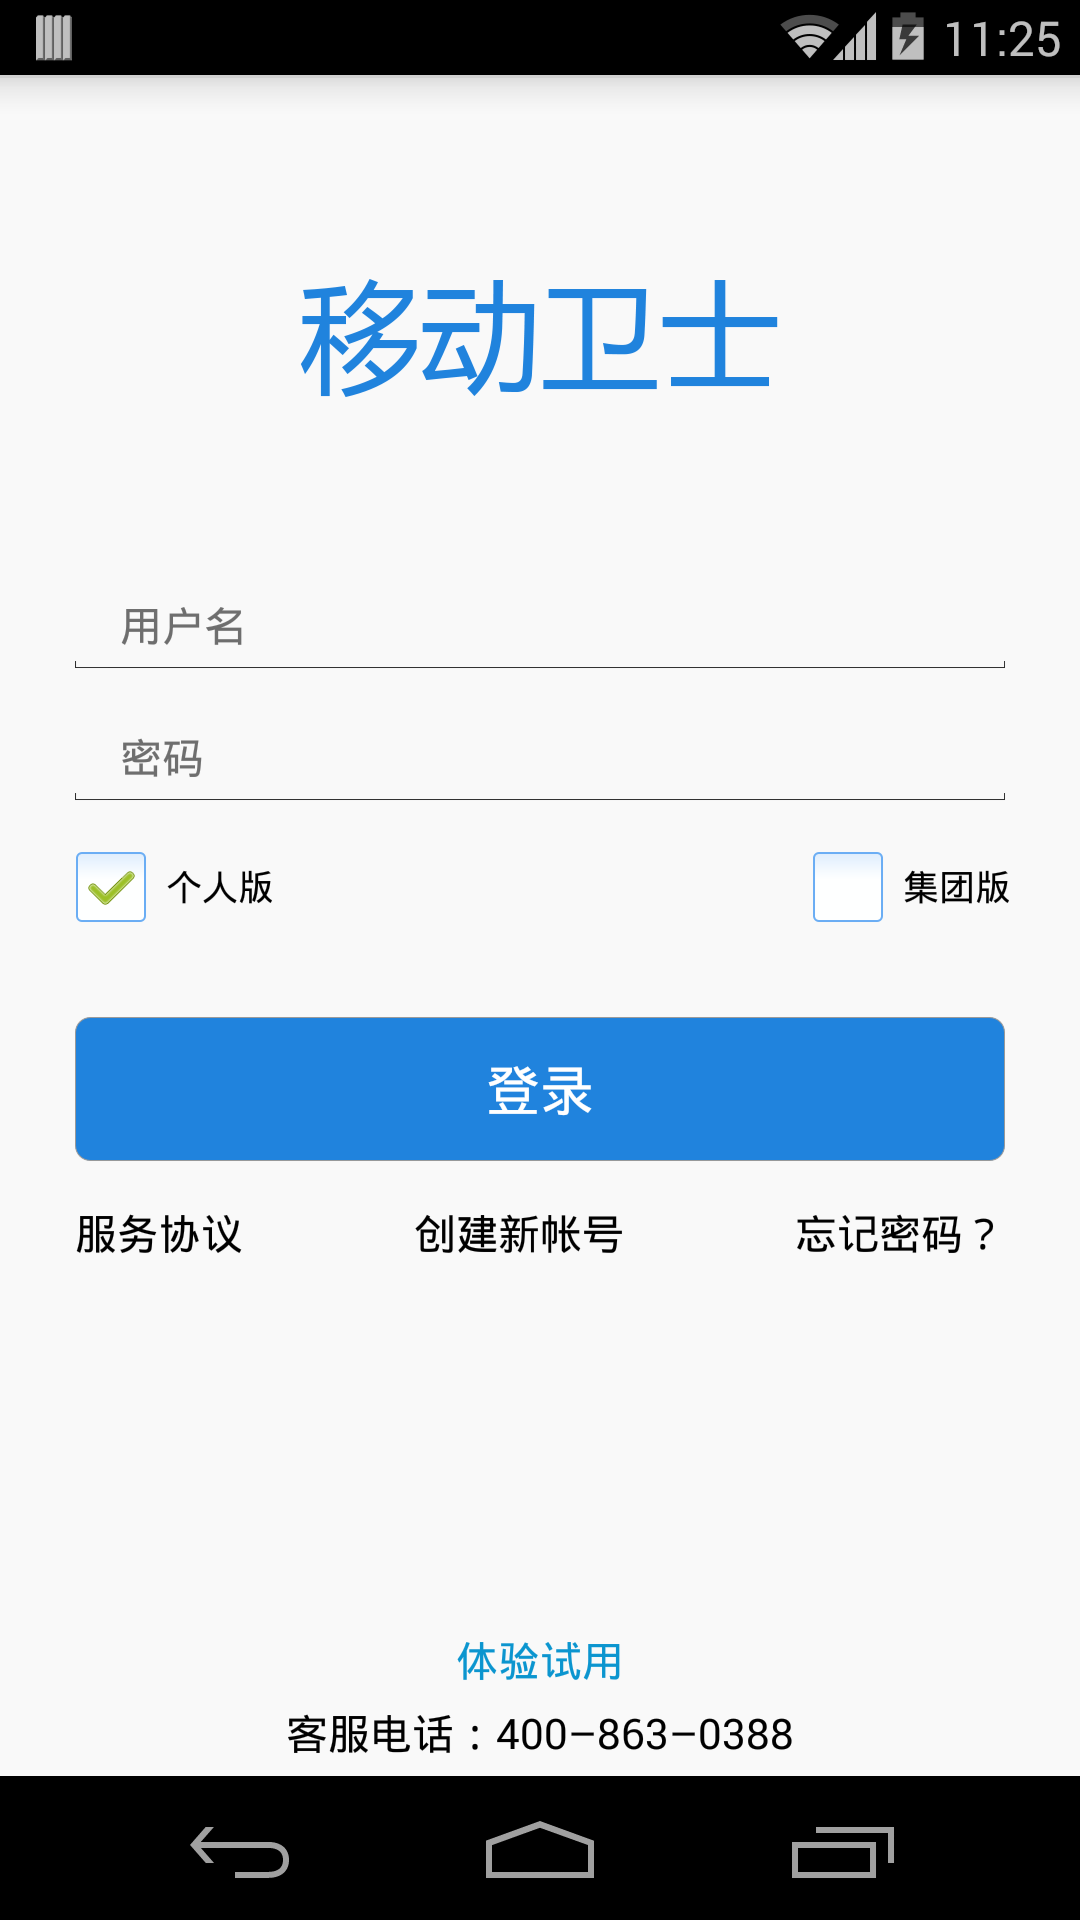 11:25
移动卫士
用户名
密码
个人版 集团版
登录
服务协议 创建新帐号 忘记密码？
体验试用
客服电话：400-863-0388